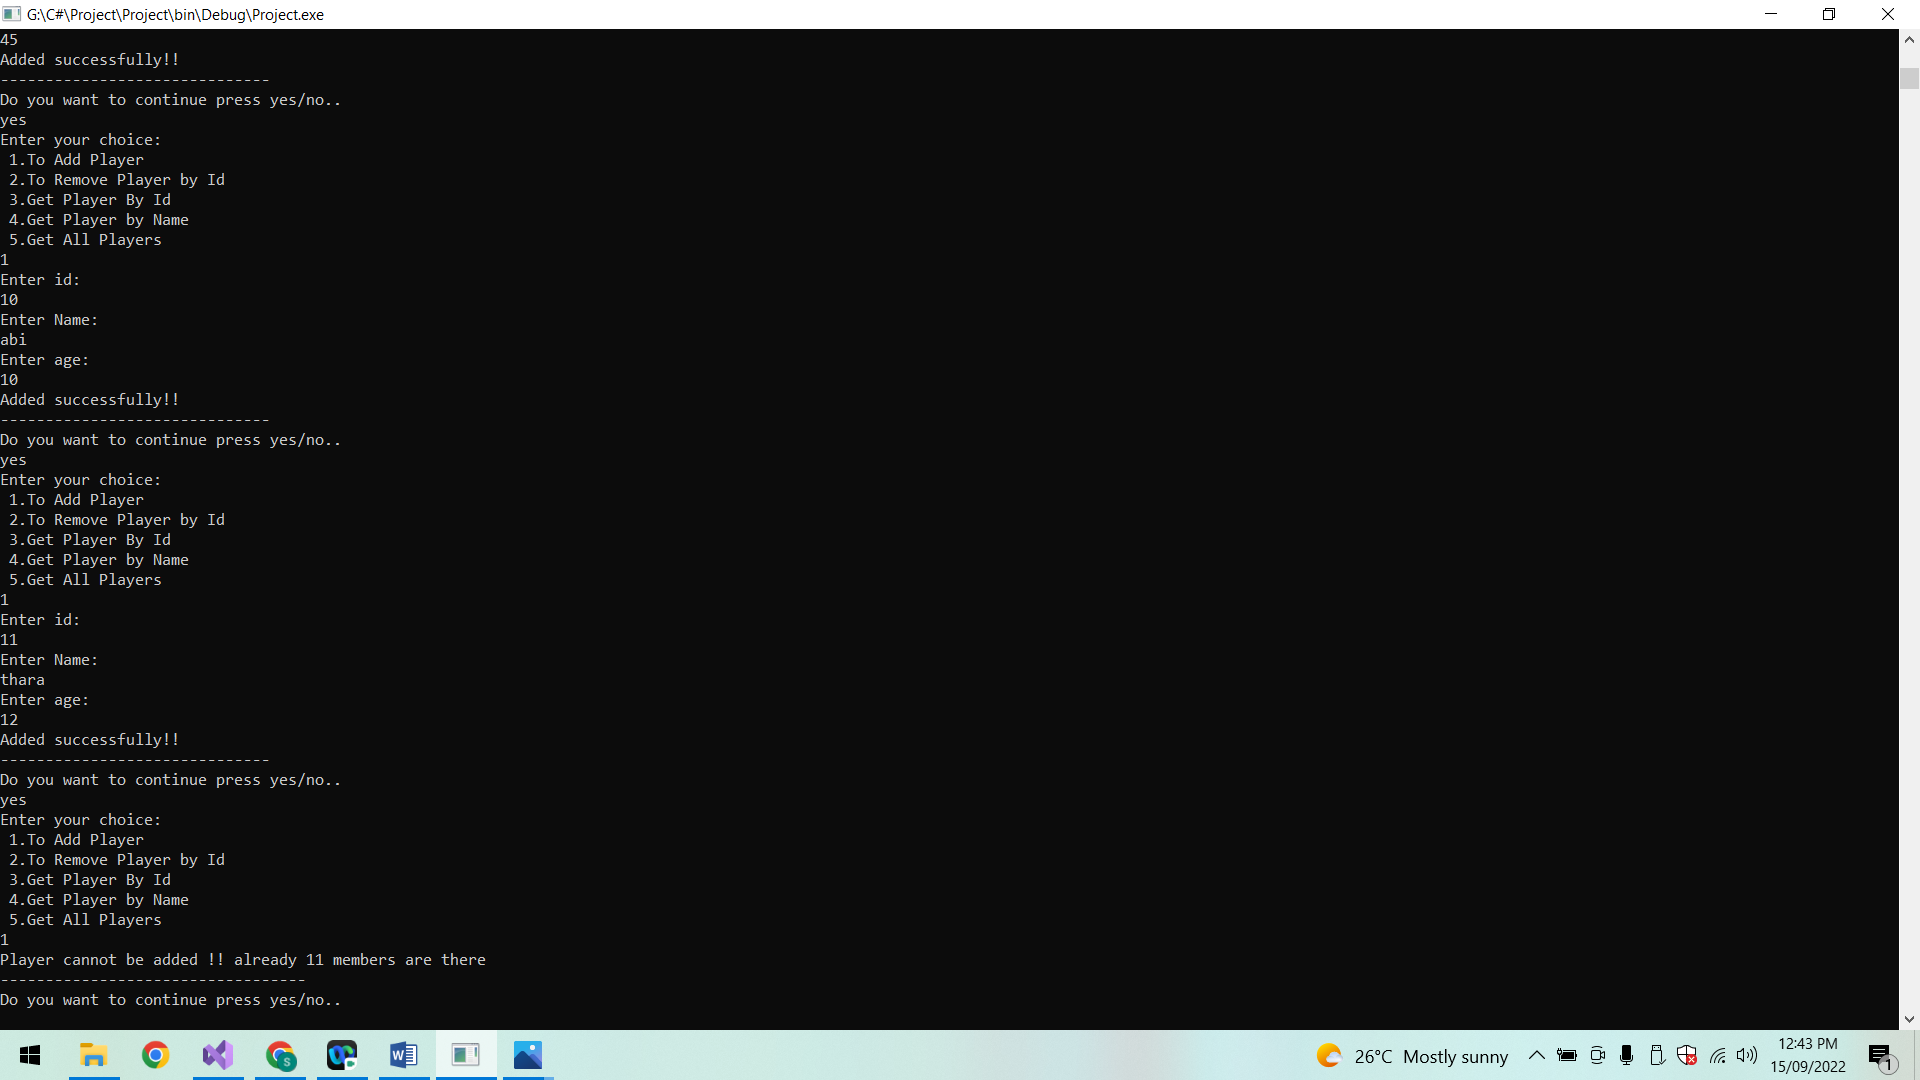 G:\C#\Project\Project\bin\Debug\Project.exe
45
Added successfully!!
------------------------------
Do you want to continue press yes/no..
yes
Enter your choice:
 1.To Add Player
 2.To Remove Player by Id
 3.Get Player By Id
 4.Get Player by Name
 5.Get All Players
1
Enter id:
10
Enter Name:
abi
Enter age:
10
Added successfully!!
------------------------------
Do you want to continue press yes/no..
yes
Enter your choice:
 1.To Add Player
 2.To Remove Player by Id
 3.Get Player By Id
 4.Get Player by Name
 5.Get All Players
1
Enter id:
11
Enter Name:
thara
Enter age:
12
Added successfully!!
------------------------------
Do you want to continue press yes/no..
yes
Enter your choice:
 1.To Add Player
 2.To Remove Player by Id
 3.Get Player By Id
 4.Get Player by Name
 5.Get All Players
1
Player cannot be added !! already 11 members are there
----------------------------------
Do you want to continue press yes/no..
26°C Mostly sunny
12:43 PM
15/09/2022
1